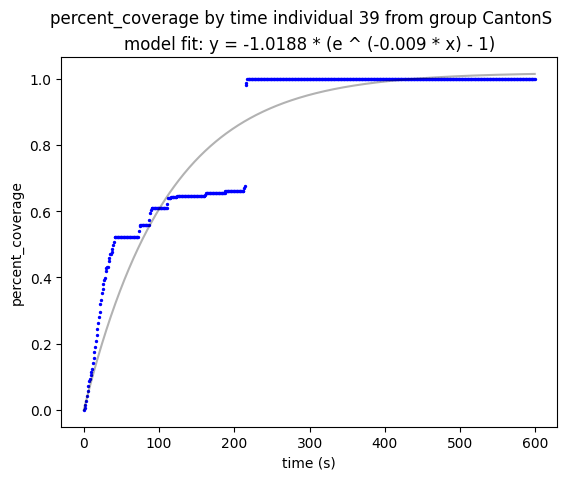 percent_coverage by time individual 39 from group CantonS
model fit: y = -1.0188 * (e ^ (-0.009 * x) - 1)
1.0
0.8
0.6
0.4
0.2
0.0
percent_coverage
0 100 200 300 400 500 600
time (s)